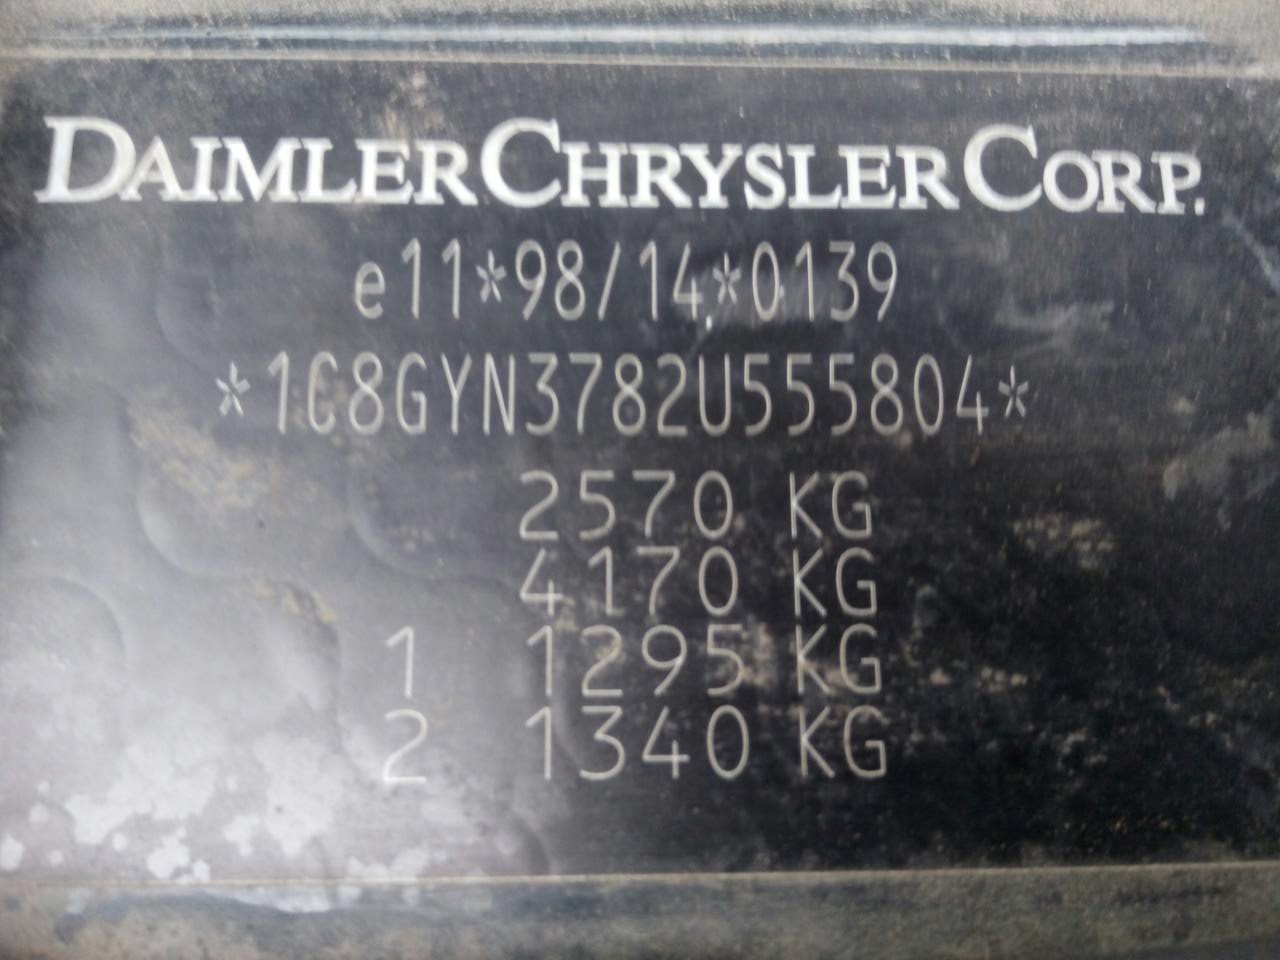 DAIMLERCHRYSLER CORP.
e11*98/14*0139
*1C8GYN3782U555804*
2570 KG
4170 KG
1 1295 KG
2 1340 KG